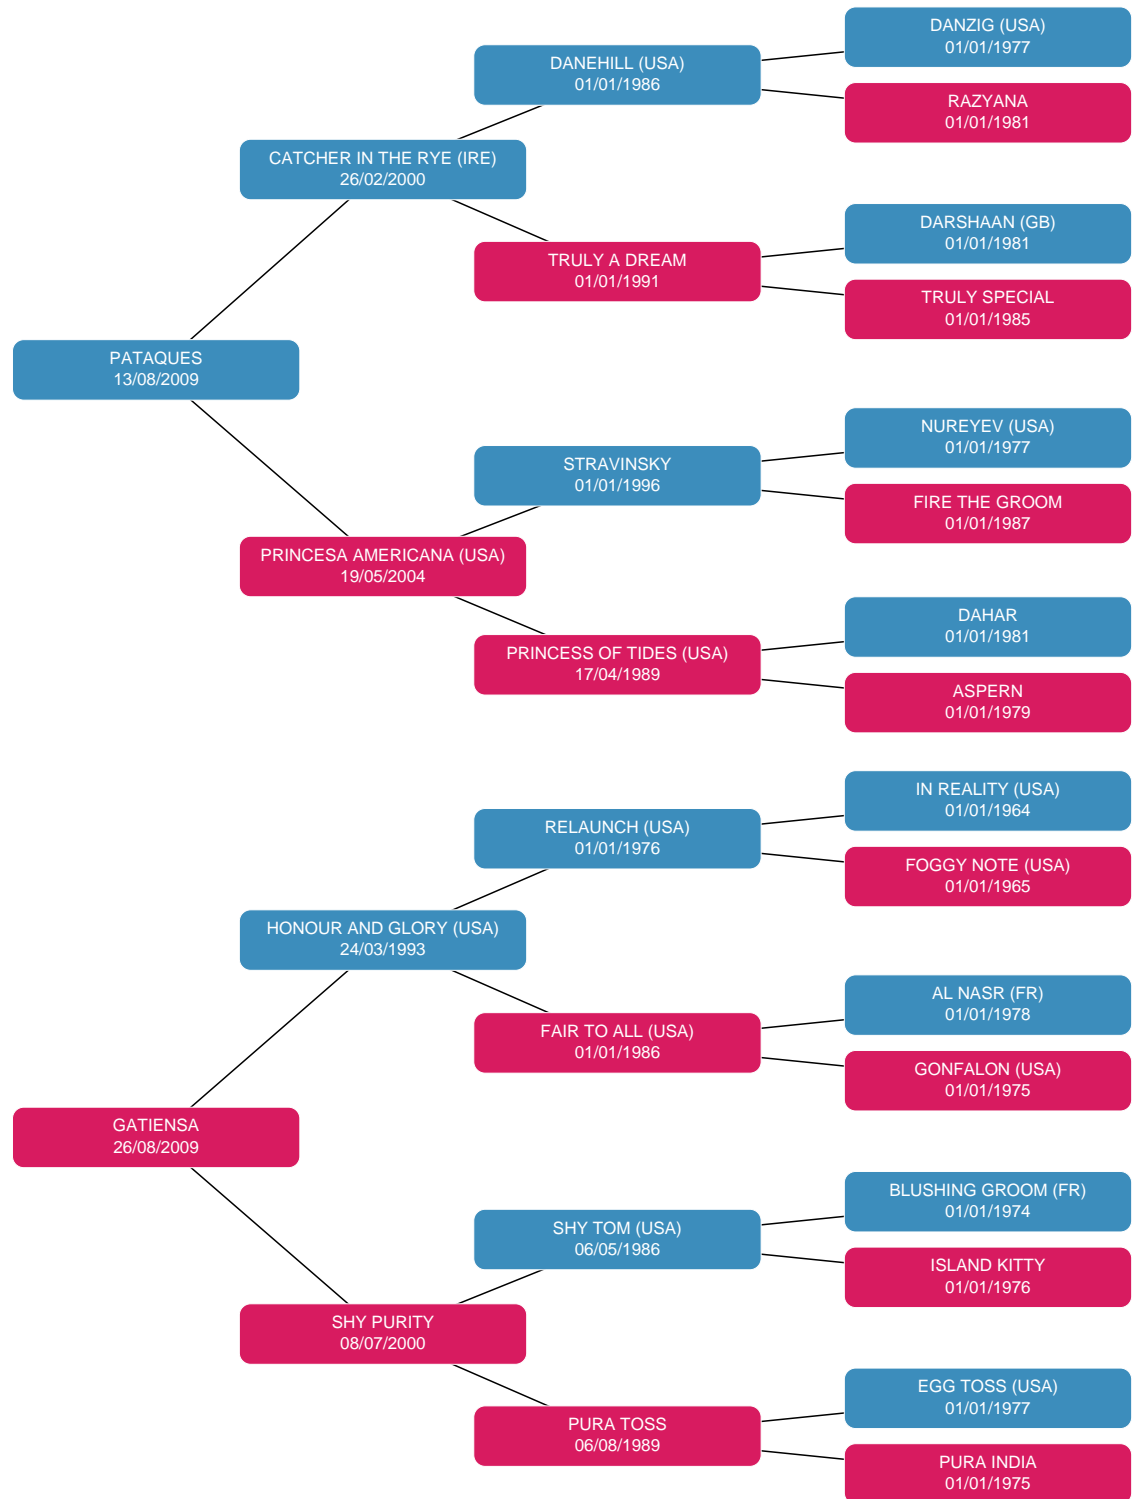 DANZIG (USA)
01/01/1977
DANEHILL (USA)
01/01/1986
RAZYANA
01/01/1981
CATCHER IN THE RYE (IRE)
26/02/2000
DARSHAAN (GB)
01/01/1981
TRULY A DREAM
01/01/1991
TRULY SPECIAL
01/01/1985
PATAQUES
13/08/2009
NUREYEV (USA)
01/01/1977
STRAVINSKY
01/01/1996
FIRE THE GROOM
01/01/1987
PRINCESA AMERICANA (USA)
19/05/2004
DAHAR
01/01/1981
PRINCESS OF TIDES (USA)
17/04/1989
ASPERN
01/01/1979
IN REALITY (USA)
01/01/1964
RELAUNCH (USA)
01/01/1976
FOGGY NOTE (USA)
01/01/1965
HONOUR AND GLORY (USA)
24/03/1993
AL NASR (FR)
01/01/1978
FAIR TO ALL (USA)
01/01/1986
GONFALON (USA)
01/01/1975
GATIENSA
26/08/2009
BLUSHING GROOM (FR)
01/01/1974
SHY TOM (USA)
06/05/1986
ISLAND KITTY
01/01/1976
SHY PURITY
08/07/2000
EGG TOSS (USA)
01/01/1977
PURA TOSS
06/08/1989
PURA INDIA
01/01/1975